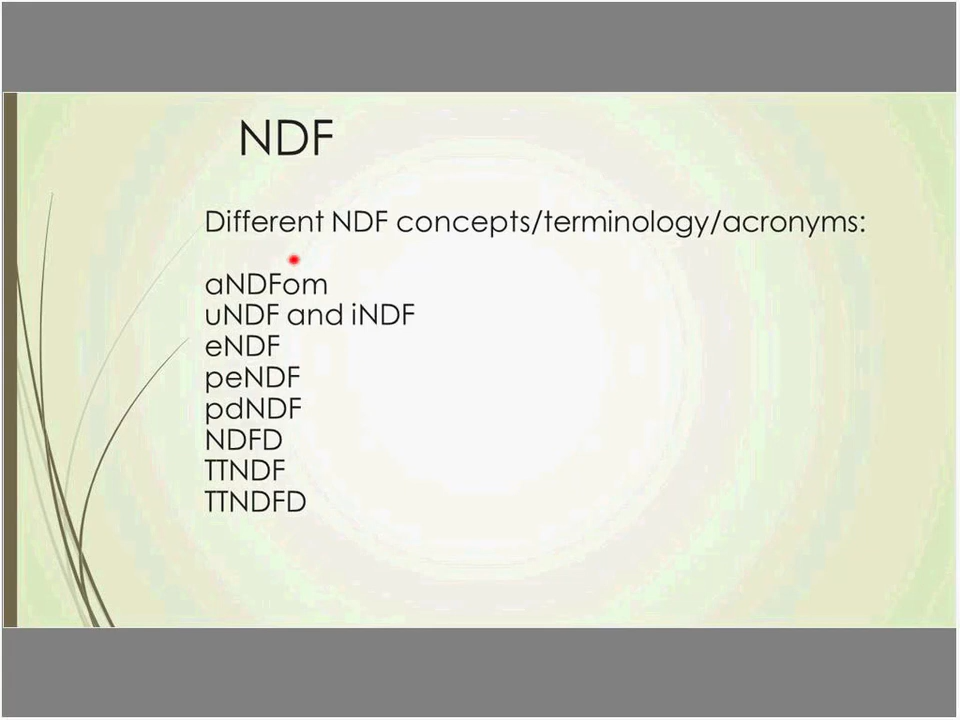 NDF
Different NDF concepts/terminology/acronyms:
aNDFom
uNDF and iNDF
eNDF
peNDF
pdNDF
NDFD
TTNDF
TTNDFD